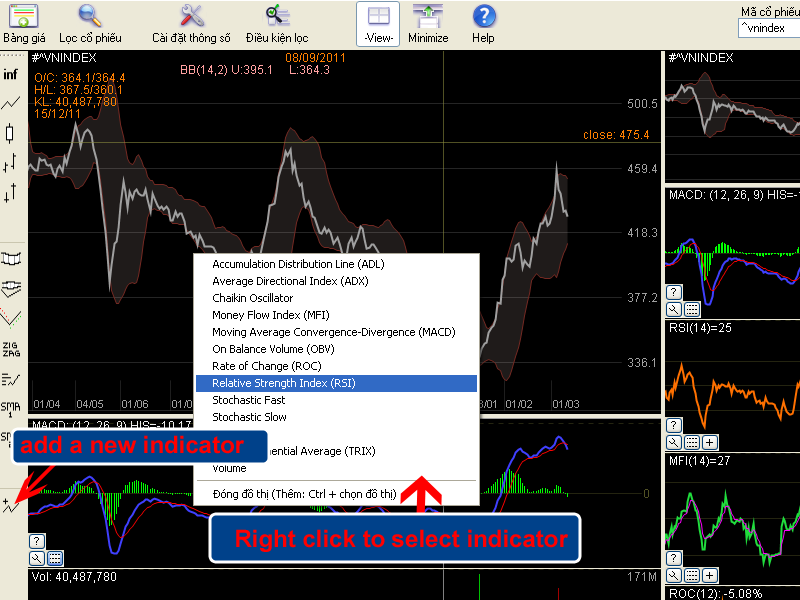 Bảng giá
Lọc cổ phiếu
Cài đặt thông số
Điều kiện lọc
-View-
Minimize
Help
Mã cổ phiếu
^vnindex
inf
#^VNINDEX
08/09/2011
BB(14,2) U:395.1 L:364.3
O/C: 364.1/364.4
H/L: 367.5/360.1
KL: 40,487,780
15/12/11
500.5
close: 475.4
459.4
418.3
377.2
336.1
01/04
04/05
01/06
3/01
01/02
01/03
Accumulation Distribution Line (ADL)
Average Directional Index (ADX)
Chaikin Oscillator
Money Flow Index (MFI)
Moving Average Convergence-Divergence (MACD)
On Balance Volume (OBV)
Rate of Change (ROC)
Relative Strength Index (RSI)
Stochastic Fast
Stochastic Slow
nential Average (TRIX)
Volume
Đóng đồ thị (Thêm: Ctrl + chọn đồ thị)
ZIG
ZAG
SMA
1
MACD: (12, 26, 9) HIS=-10.17
add a new indicator
Right click to select indicator
0
?
Vol: 40,487,780
171M
#^VNINDEX
MACD: (12, 26, 9) HIS=-
?
RSI(14)=25
?
+
MFI(14)=27
?
+
ROC(12):-5.08%